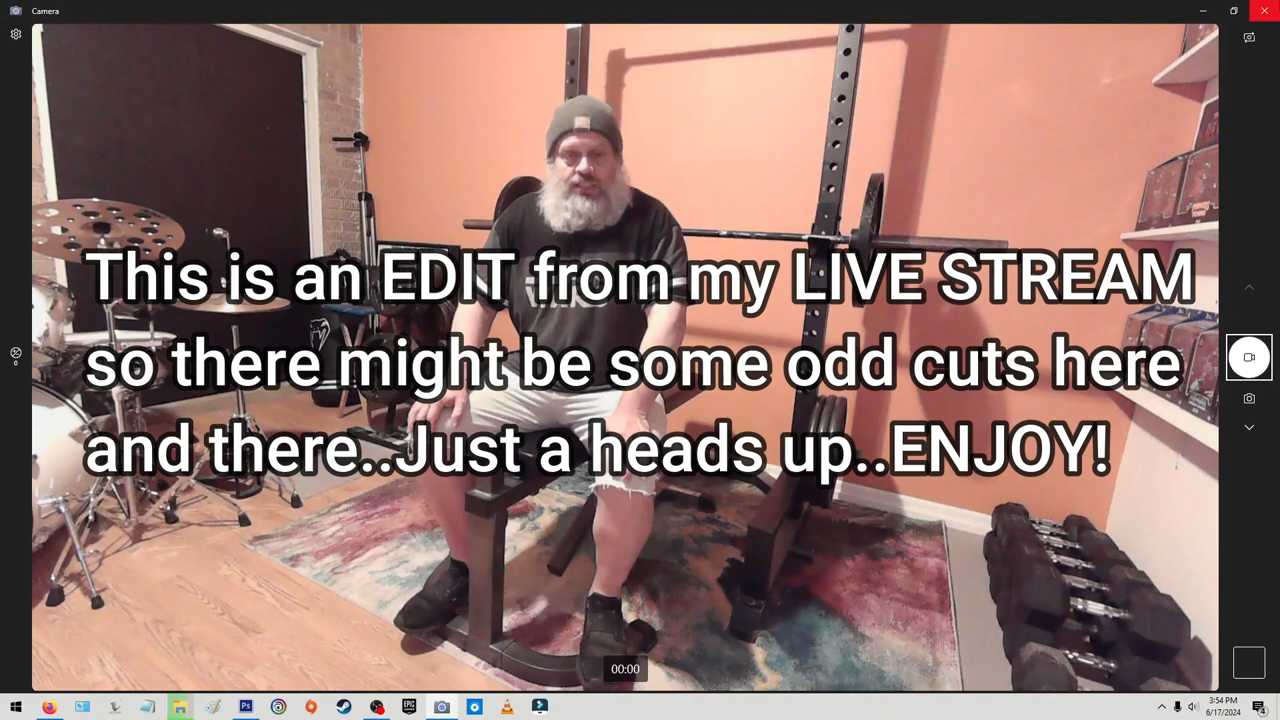 Camera
This is an EDIT from my LIVE STREAM
so there might be some odd cuts here
and there..Just a heads up..ENJOY!
00:00
3:54 PM
6/17/2024